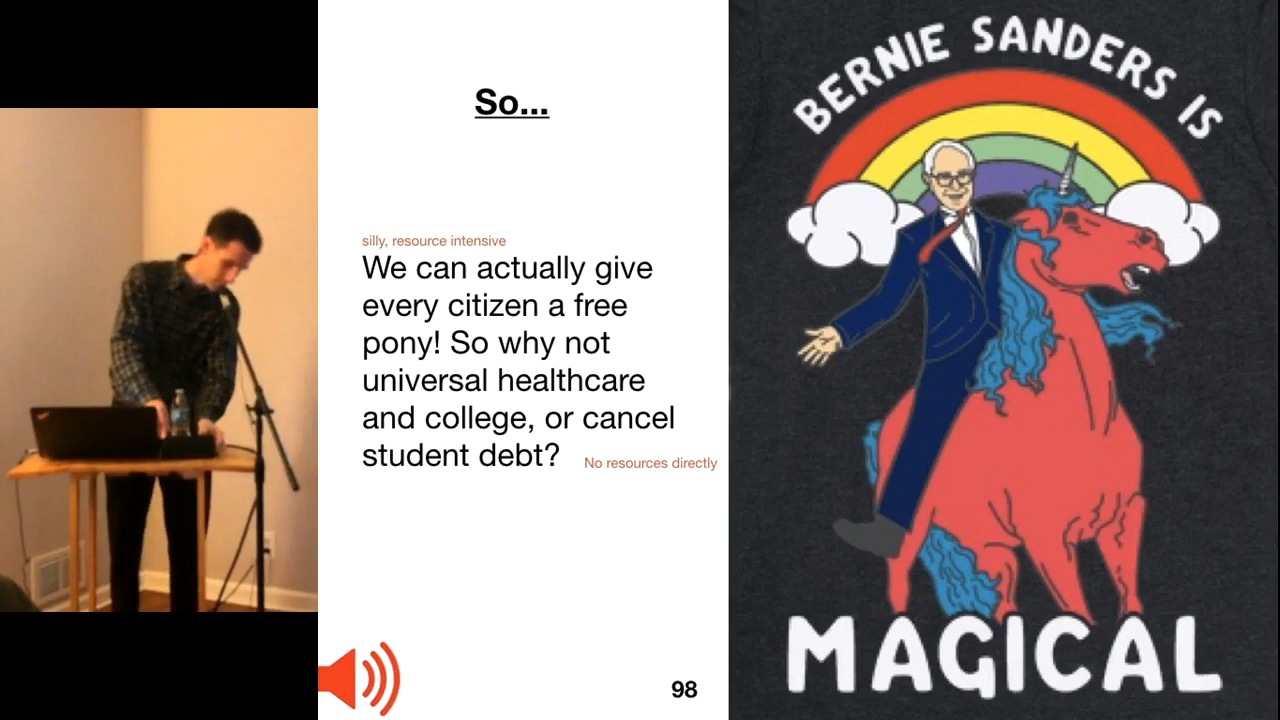 So...
silly, resource intensive
We can actually give
every citizen a free
pony! So why not
universal healthcare
and college, or cancel
student debt?
No resources directly
98
BERNIE SANDERS IS
MAGICAL